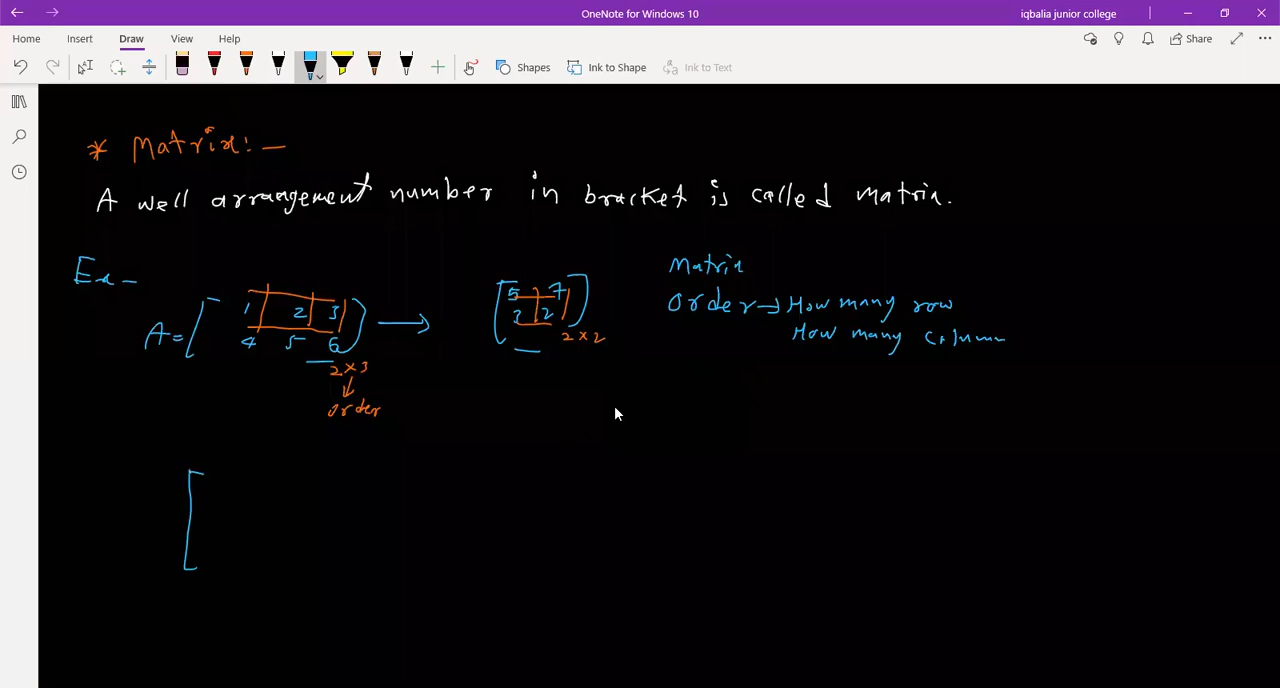 OneNote for Windows 10
iqbalia junior college
Home Insert Draw View Help
Share
Shapes Ink to Shape Ink to Text
* Matrix:-
A well arrangement number in bracket is called matrix.
Ex-
A = [ 1 2 3
4 5 6 ]
2 × 3
order
[ 5 7
3 2 ]
2 × 2
Matrix
Order → How many row
How many column
[